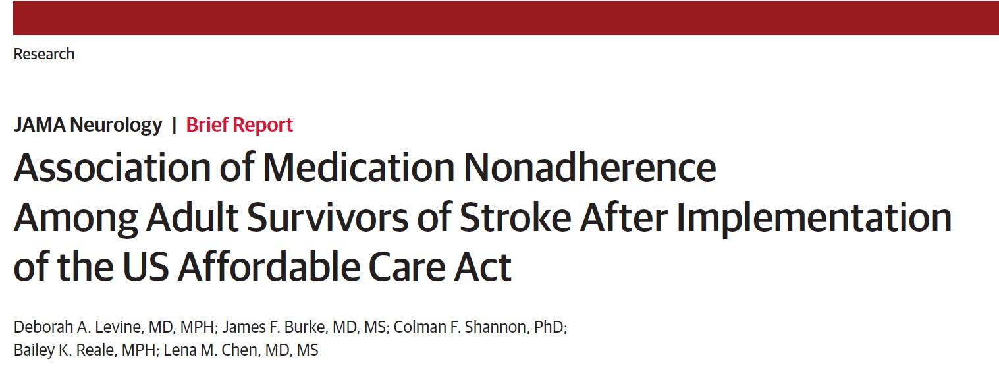 Research
JAMA Neurology | Brief Report
Association of Medication Nonadherence
Among Adult Survivors of Stroke After Implementation
of the US Affordable Care Act
Deborah A. Levine, MD, MPH; James F. Burke, MD, MS; Colman F. Shannon, PhD;
Bailey K. Reale, MPH; Lena M. Chen, MD, MS